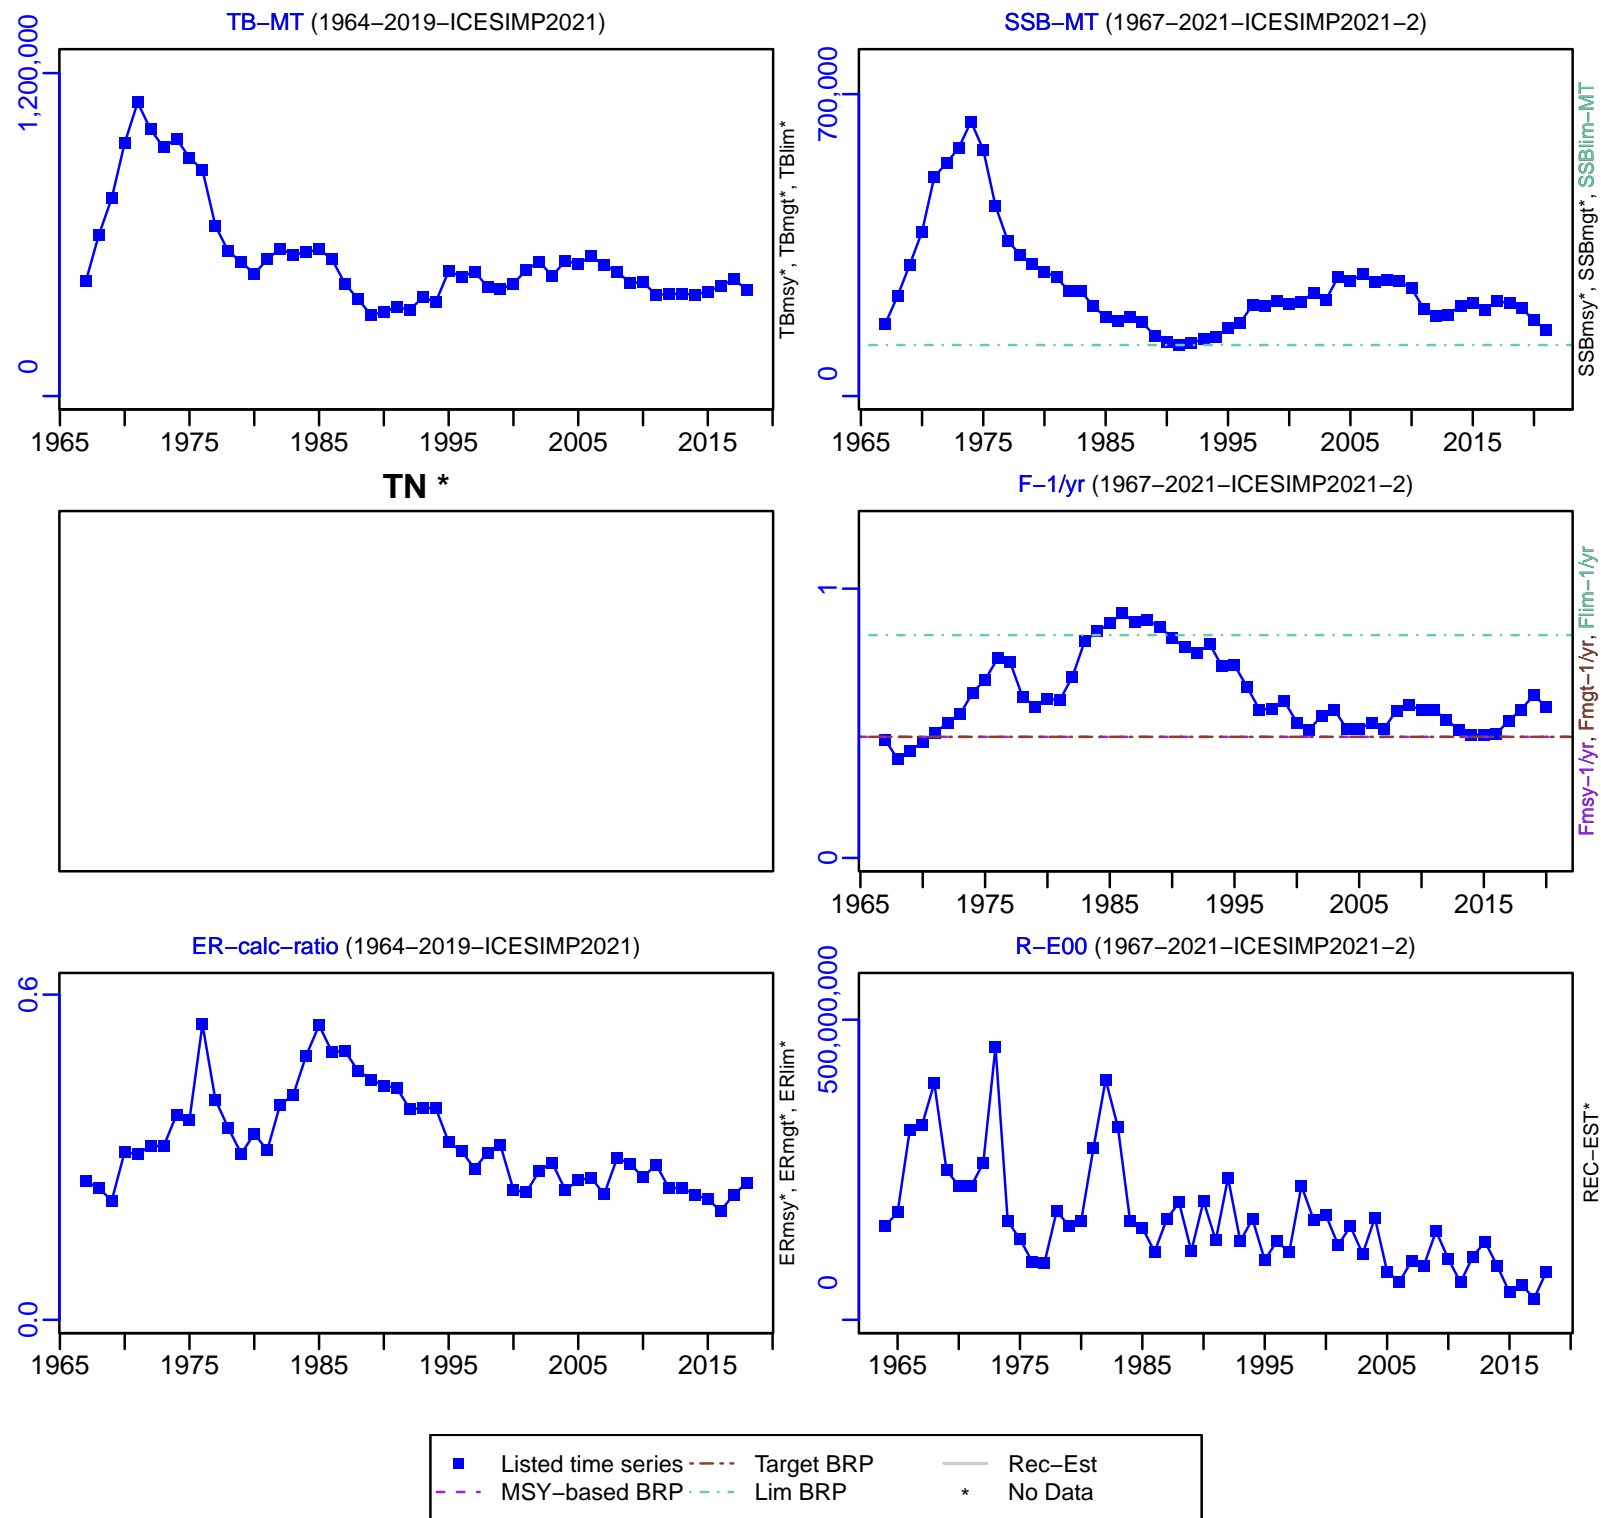 TB−MT (1964−2019−ICESIMP2021)
1,200,000
0
1965 1975 1985 1995 2005 2015
TBmsy*, TBmgt*, TBlim*
SSB−MT (1967−2021−ICESIMP2021−2)
700,000
0
1965 1975 1985 1995 2005 2015
SSBmsy*, SSBmgt*, SSBlim−MT
TN *
F−1/yr (1967−2021−ICESIMP2021−2)
1
0
1965 1975 1985 1995 2005 2015
Fmsy−1/yr, Fmgt−1/yr, Flim−1/yr
ER−calc−ratio (1964−2019−ICESIMP2021)
0.6
0.0
1965 1975 1985 1995 2005 2015
ERmsy*, ERmgt*, ERlim*
R−E00 (1967−2021−ICESIMP2021−2)
500,000,000
0
1965 1975 1985 1995 2005 2015
REC−EST*
Listed time series Target BRP Rec−Est
MSY−based BRP Lim BRP * No Data